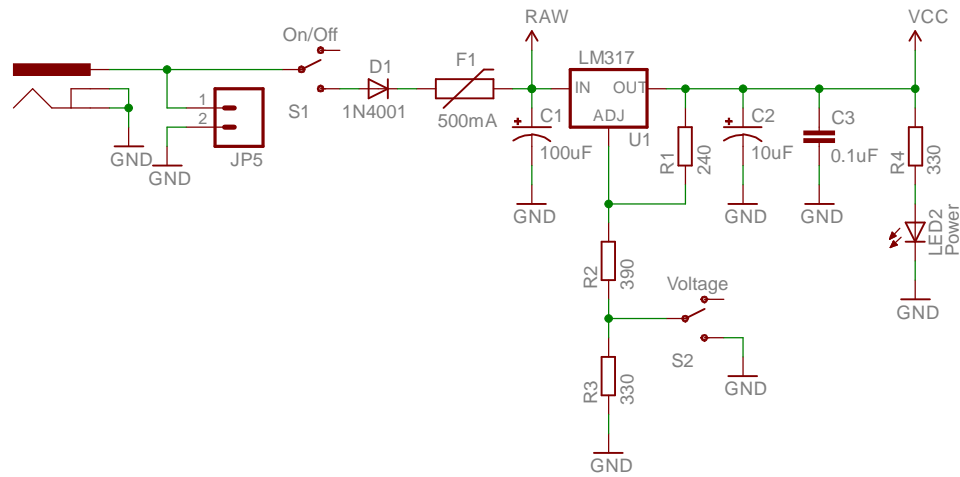 RAW
VCC
On/Off
S1
D1
1N4001
F1
500mA
LM317
IN
OUT
ADJ
U1
C1
100uF
GND
R1
240
C2
10uF
GND
C3
0.1uF
GND
R4
330
LED2
Power
GND
1
2
JP5
GND
GND
R2
390
Voltage
S2
GND
R3
330
GND